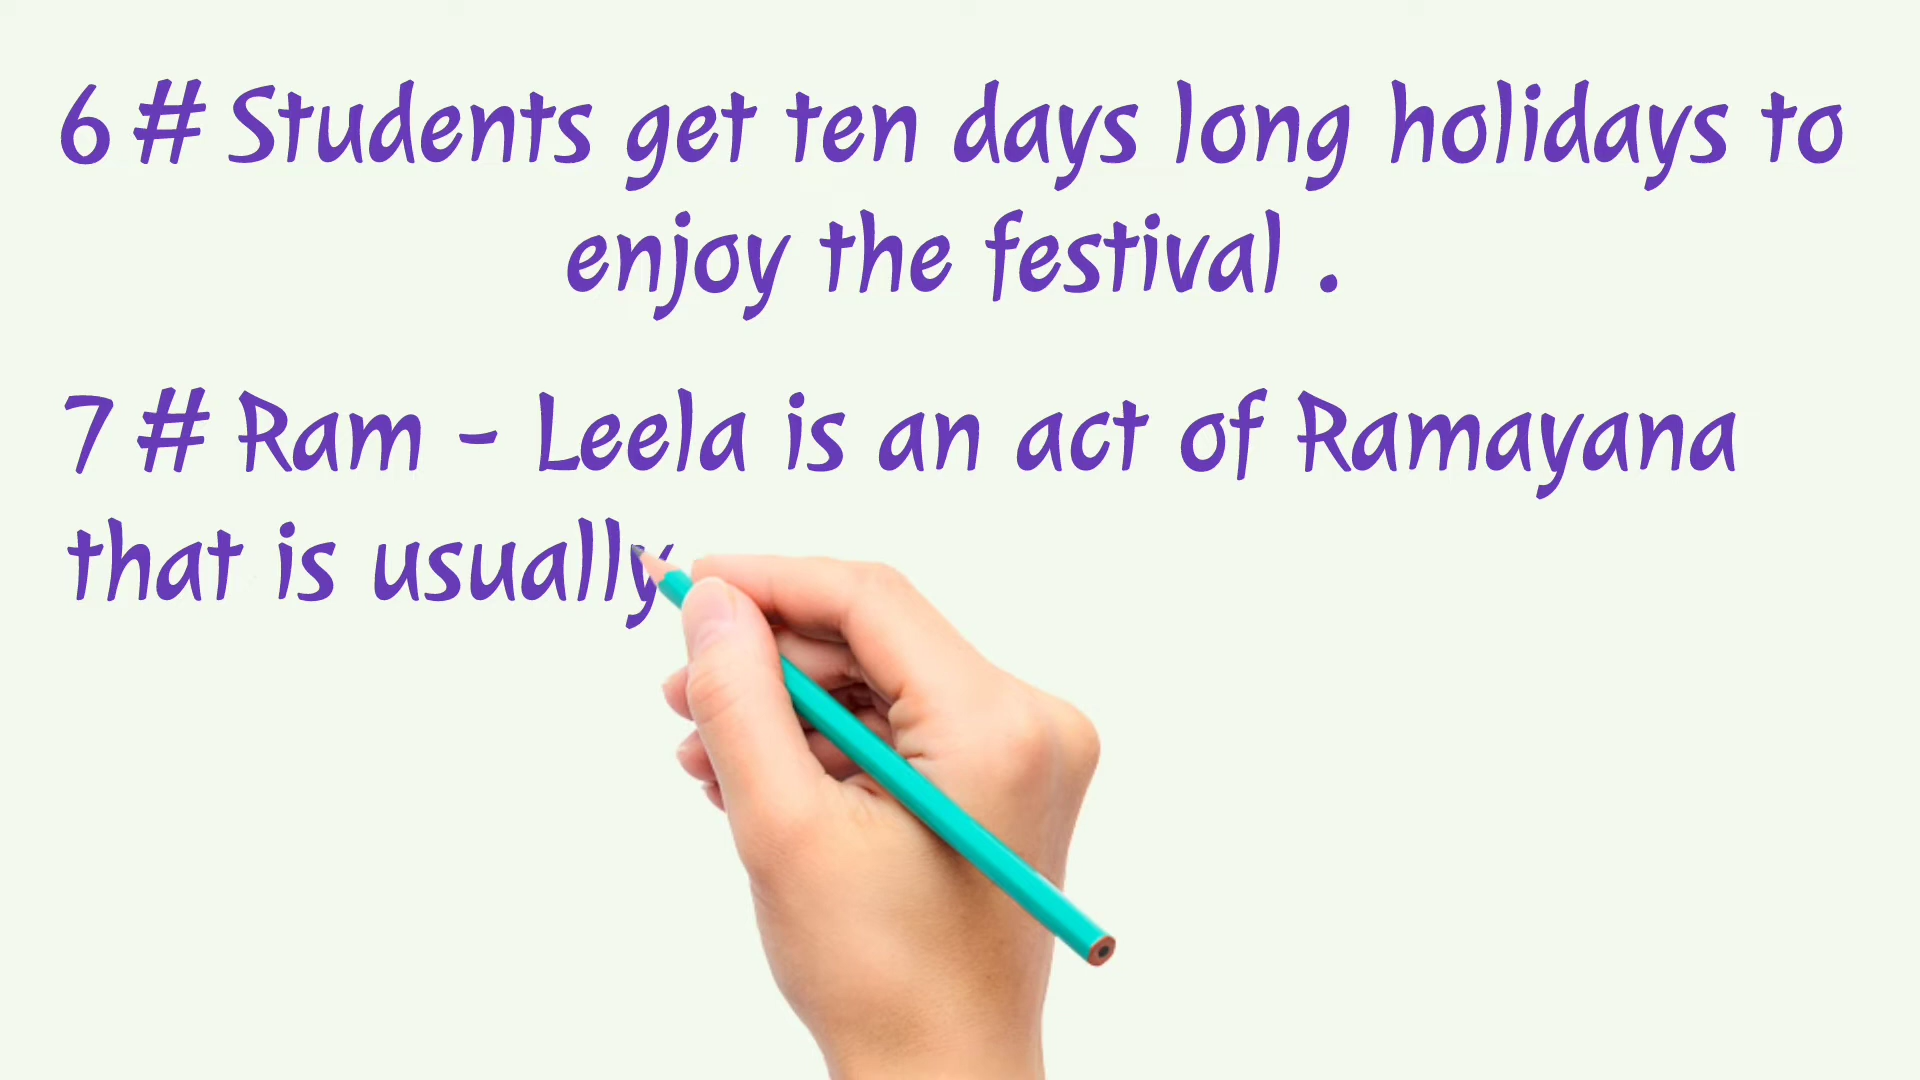 6 # Students get ten days long holidays to
enjoy the festival .
7 # Ram - Leela is an act of Ramayana
that is usually